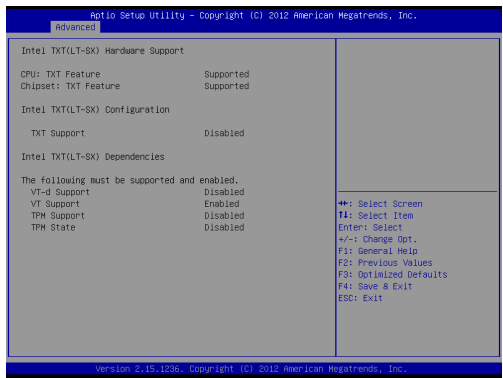 Aptio Setup Utility – Copyright (C) 2012 American Megatrends, Inc.
Advanced
Intel TXT(LT-SX) Hardware Support
CPU: TXT Feature Supported
Chipset: TXT Feature Supported
Intel TXT(LT-SX) Configuration
TXT Support Disabled
Intel TXT(LT-SX) Dependencies
The following must be supported and enabled.
VT-d Support Disabled
VT Support Enabled
TPM Support Disabled
TPM State Disabled
→←: Select Screen
↑↓: Select Item
Enter: Select
+/-: Change Opt.
F1: General Help
F2: Previous Values
F3: Optimized Defaults
F4: Save & Exit
ESC: Exit
Version 2.15.1236. Copyright (C) 2012 American Megatrends, Inc.